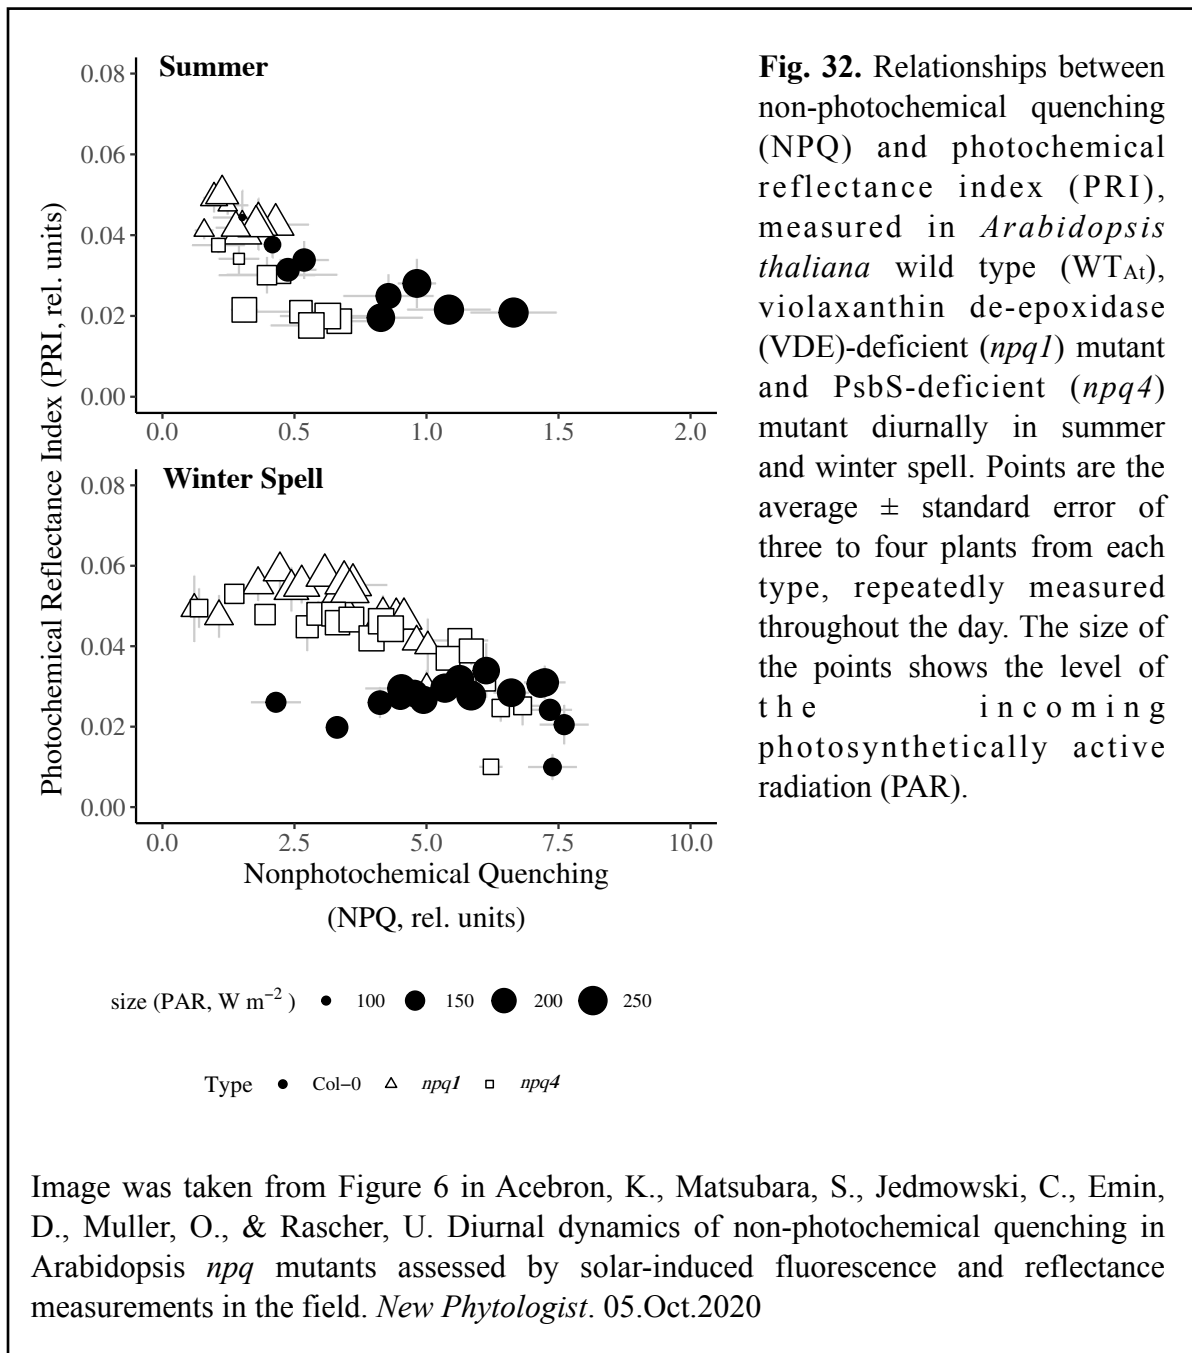 Summer
0.08
0.06
0.04
0.02
0.00
0.0 0.5 1.0 1.5 2.0
Photochemical Reflectance Index (PRI, rel. units)
Winter Spell
0.08
0.06
0.04
0.02
0.00
0.0 2.5 5.0 7.5 10.0
Nonphotochemical Quenching
(NPQ, rel. units)
size (PAR, W m⁻² ) 100 150 200 250
Type Col−0 npq1 npq4
Fig. 32. Relationships between
non-photochemical quenching
(NPQ) and photochemical
reflectance index (PRI),
measured in Arabidopsis
thaliana wild type (WTAt),
violaxanthin de-epoxidase
(VDE)-deficient (npq1) mutant
and PsbS-deficient (npq4)
mutant diurnally in summer
and winter spell. Points are the
average ± standard error of
three to four plants from each
type, repeatedly measured
throughout the day. The size of
the points shows the level of
the incoming
photosynthetically active
radiation (PAR).
Image was taken from Figure 6 in Acebron, K., Matsubara, S., Jedmowski, C., Emin,
D., Muller, O., & Rascher, U. Diurnal dynamics of non-photochemical quenching in
Arabidopsis npq mutants assessed by solar-induced fluorescence and reflectance
measurements in the field. New Phytologist. 05.Oct.2020